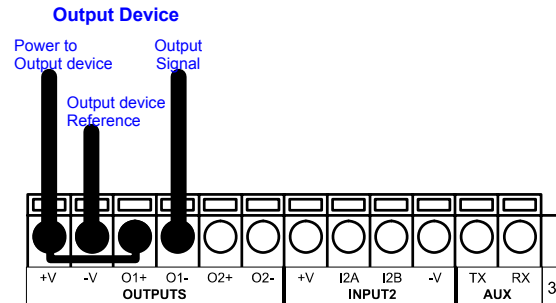 Output Device
Power to
Output device
Output
Signal
Output device
Reference
+V -V O1+ O1- O2+ O2- +V I2A I2B -V TX RX
OUTPUTS INPUT2 AUX
3